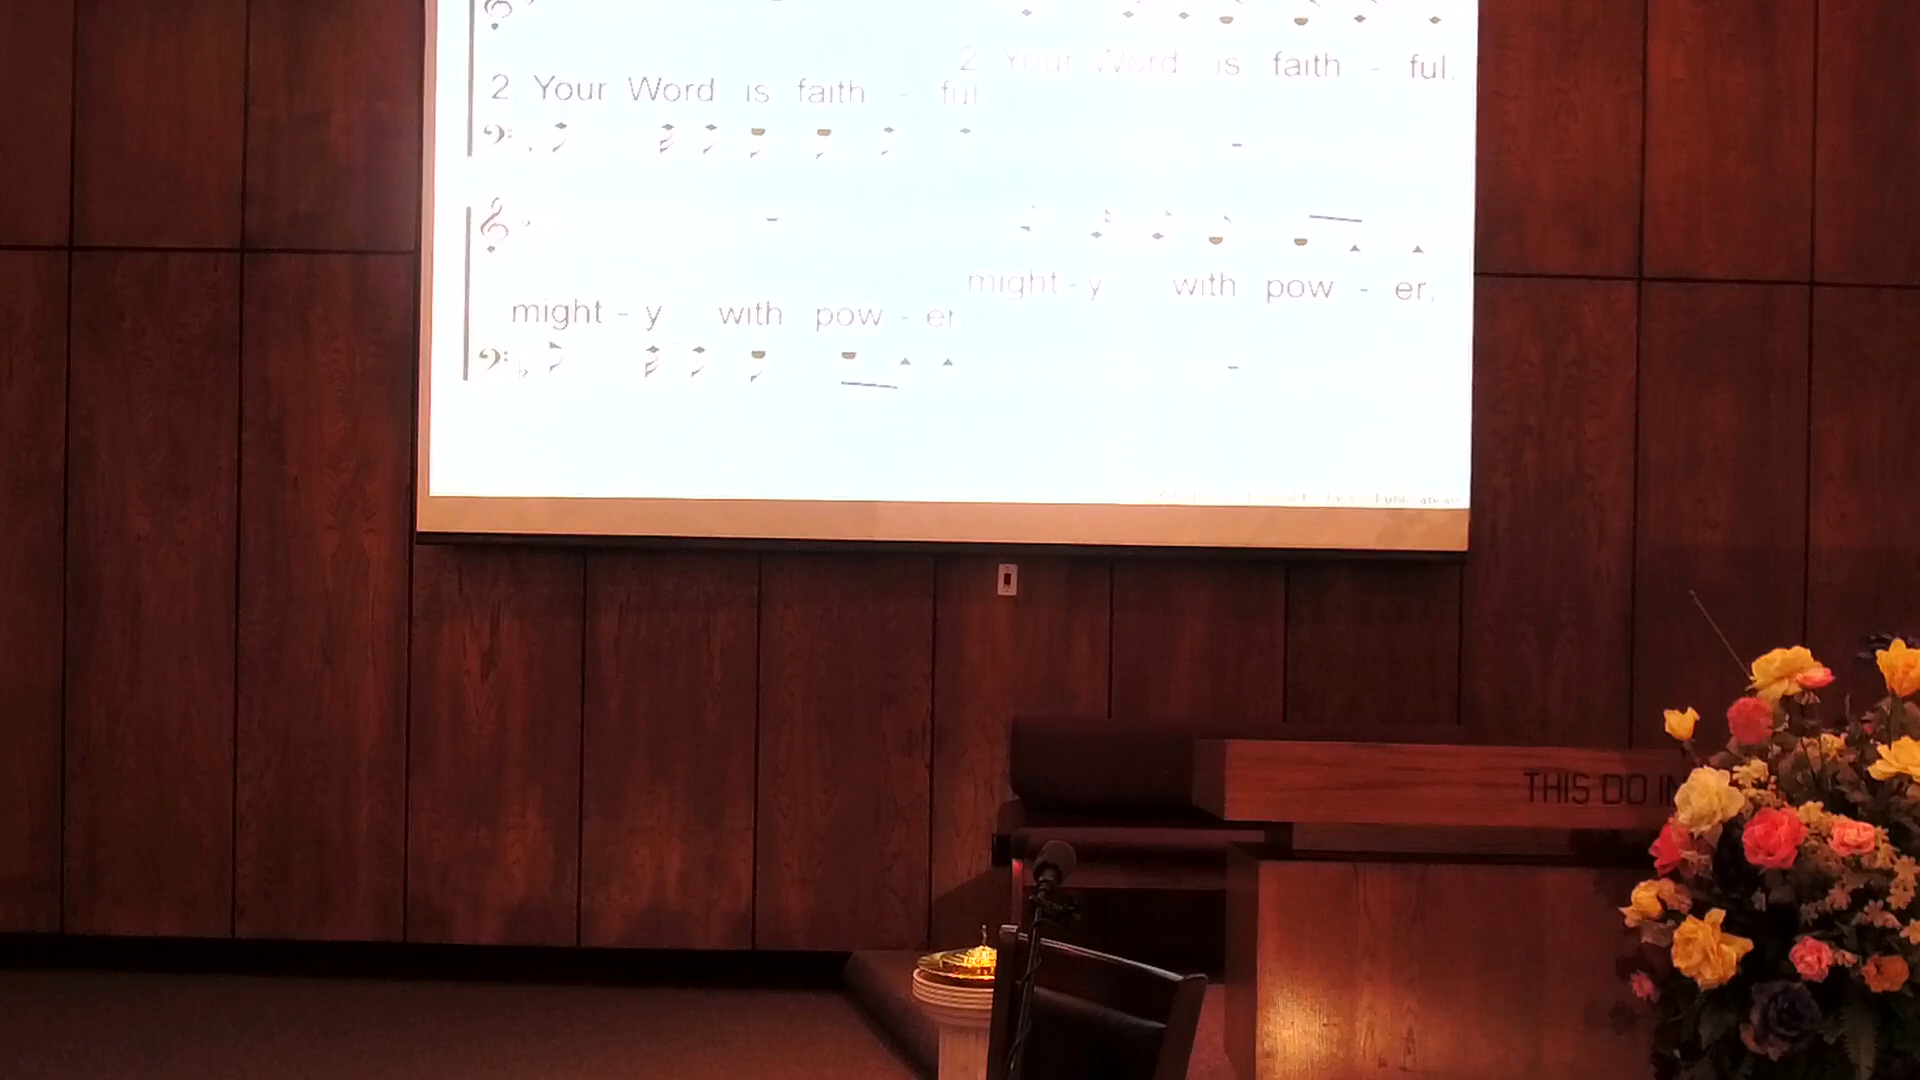 2. Your Word is faith - ful.
2. Your Word is faith - ful
might - y with pow - er,
might - y with pow - er.
THIS DO IN